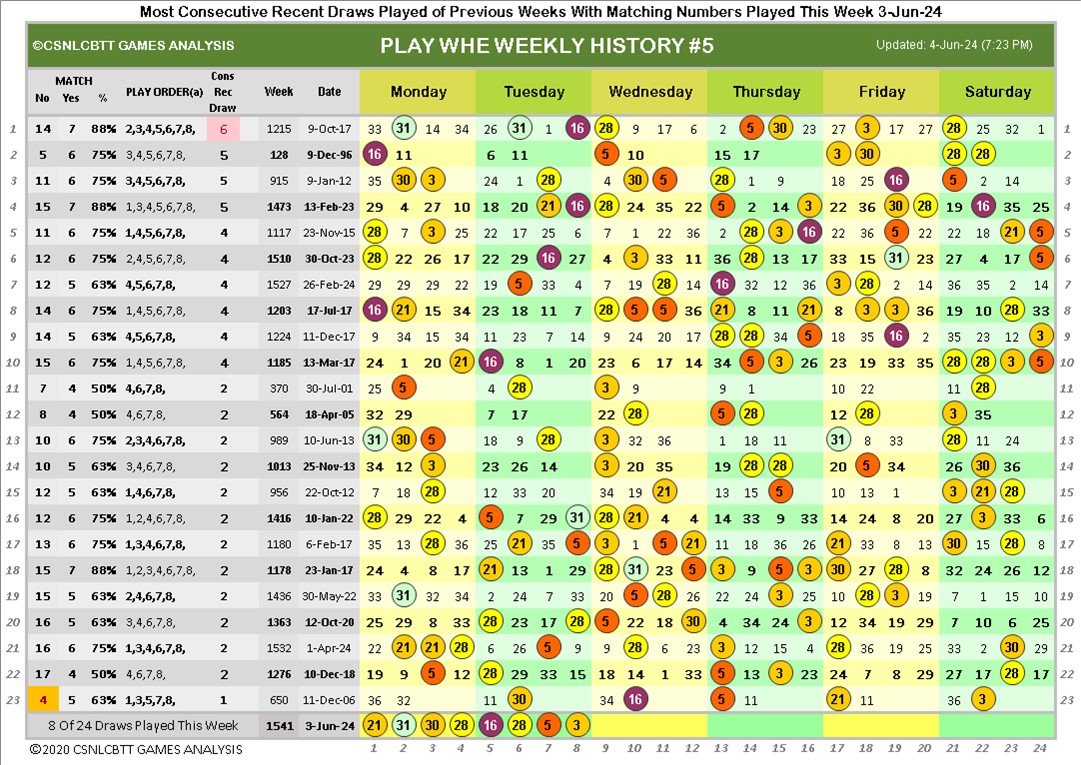 Most Consecutive Recent Draws Played of Previous Weeks With Matching Numbers Played This Week 3-Jun-24
©CSNLCBTT GAMES ANALYSIS PLAY WHE WEEKLY HISTORY #5 Updated: 4-Jun-24 (7:23 PM)
No MATCH Yes % PLAY ORDER(a) Cons Rec Draw Week Date Monday Tuesday Wednesday Thursday Friday Saturday
1 14 7 88% 2,3,4,5,6,7,8, 6 1215 9-Oct-17 33 31 14 34 26 31 1 16 28 9 17 6 2 5 30 23 27 3 17 27 28 25 32 1 1
2 5 6 75% 3,4,5,6,7,8, 5 128 9-Dec-96 16 11 6 11 5 10 15 17 3 30 28 28 2
3 11 6 75% 3,4,5,6,7,8, 5 915 9-Jan-12 35 30 3 24 1 28 4 30 5 28 1 9 18 25 16 5 2 14 3
4 15 7 88% 1,3,4,5,6,7,8, 5 1473 13-Feb-23 29 4 27 10 18 20 21 16 28 24 35 22 5 2 14 3 22 36 30 28 19 16 35 25 4
5 11 6 75% 1,4,5,6,7,8, 4 1117 23-Nov-15 28 7 3 25 22 17 25 6 7 1 22 36 2 28 3 16 22 36 5 22 22 18 21 5 5
6 12 6 75% 2,4,5,6,7,8, 4 1510 30-Oct-23 28 22 26 17 22 29 16 27 4 3 33 11 36 28 13 17 33 15 31 23 27 4 17 5 6
7 12 5 63% 4,5,6,7,8, 4 1527 26-Feb-24 29 29 29 22 19 5 33 4 7 19 28 14 16 32 12 36 3 28 2 14 36 35 2 14 7
8 14 6 75% 1,4,5,6,7,8, 4 1203 17-Jul-17 16 21 15 34 23 18 11 7 28 5 5 36 21 8 11 21 8 3 3 36 19 10 28 33 8
9 14 5 63% 4,5,6,7,8, 4 1224 11-Dec-17 9 34 15 34 11 23 7 14 9 24 20 17 28 28 34 5 18 35 16 2 35 23 12 3 9
10 15 6 75% 1,4,5,6,7,8, 4 1185 13-Mar-17 24 1 20 21 16 8 1 20 23 6 17 14 34 5 3 26 23 19 33 35 28 28 3 5 10
11 7 4 50% 4,6,7,8, 2 370 30-Jul-01 25 5 4 28 3 9 9 1 10 22 11 28 11
12 8 4 50% 4,6,7,8, 2 564 18-Apr-05 32 29 7 17 22 28 5 28 12 28 3 35 12
13 10 6 75% 2,3,4,6,7,8, 2 989 10-Jun-13 31 30 5 18 9 28 3 32 36 1 18 11 31 8 33 28 11 24 13
14 10 5 63% 3,4,6,7,8, 2 1013 25-Nov-13 34 12 3 23 26 14 3 20 35 19 28 28 20 5 34 26 30 36 14
15 12 5 63% 1,4,6,7,8, 2 956 22-Oct-12 7 18 28 12 33 20 34 19 21 13 15 5 10 13 1 3 21 28 15
16 12 6 75% 1,2,4,6,7,8, 2 1416 10-Jan-22 28 29 22 4 5 7 29 31 28 21 4 4 14 33 9 33 14 24 8 20 27 3 33 6 16
17 13 6 75% 1,3,4,6,7,8, 2 1180 6-Feb-17 35 13 28 36 25 21 35 5 3 1 5 12 11 18 36 26 21 33 8 13 30 15 28 8 17
18 15 7 88% 1,2,3,4,6,7,8, 2 1178 23-Jan-17 24 4 8 17 21 13 1 29 28 31 23 5 3 9 5 3 30 27 28 8 32 24 26 12 18
19 15 5 63% 2,4,6,7,8, 2 1436 30-May-22 33 31 32 34 2 24 7 33 20 5 28 26 22 24 3 25 10 28 3 19 7 1 15 10 19
20 16 5 63% 3,4,6,7,8, 2 1363 12-Oct-20 25 29 8 33 28 23 17 28 5 22 18 30 4 34 24 3 12 34 19 29 7 10 6 25 20
21 16 6 75% 1,3,4,6,7,8, 2 1532 1-Apr-24 22 21 21 28 6 26 5 9 9 28 6 23 3 12 15 4 28 36 19 25 33 22 30 29 21
22 17 4 50% 4,6,7,8, 2 1276 10-Dec-18 19 9 5 12 28 29 33 15 18 14 1 33 5 13 3 23 24 7 8 29 27 17 28 17 22
23 4 5 63% 1,3,5,7,8, 1 650 11-Dec-06 36 32 11 30 34 16 5 11 21 11 36 3 23
8 Of 24 Draws Played This Week 1541 3-Jun-24 21 31 30 28 16 28 5 3
©2020 CSNLCBTT GAMES ANALYSIS 1 2 3 4 5 6 7 8 9 10 11 12 13 14 15 16 17 18 19 20 21 22 23 24